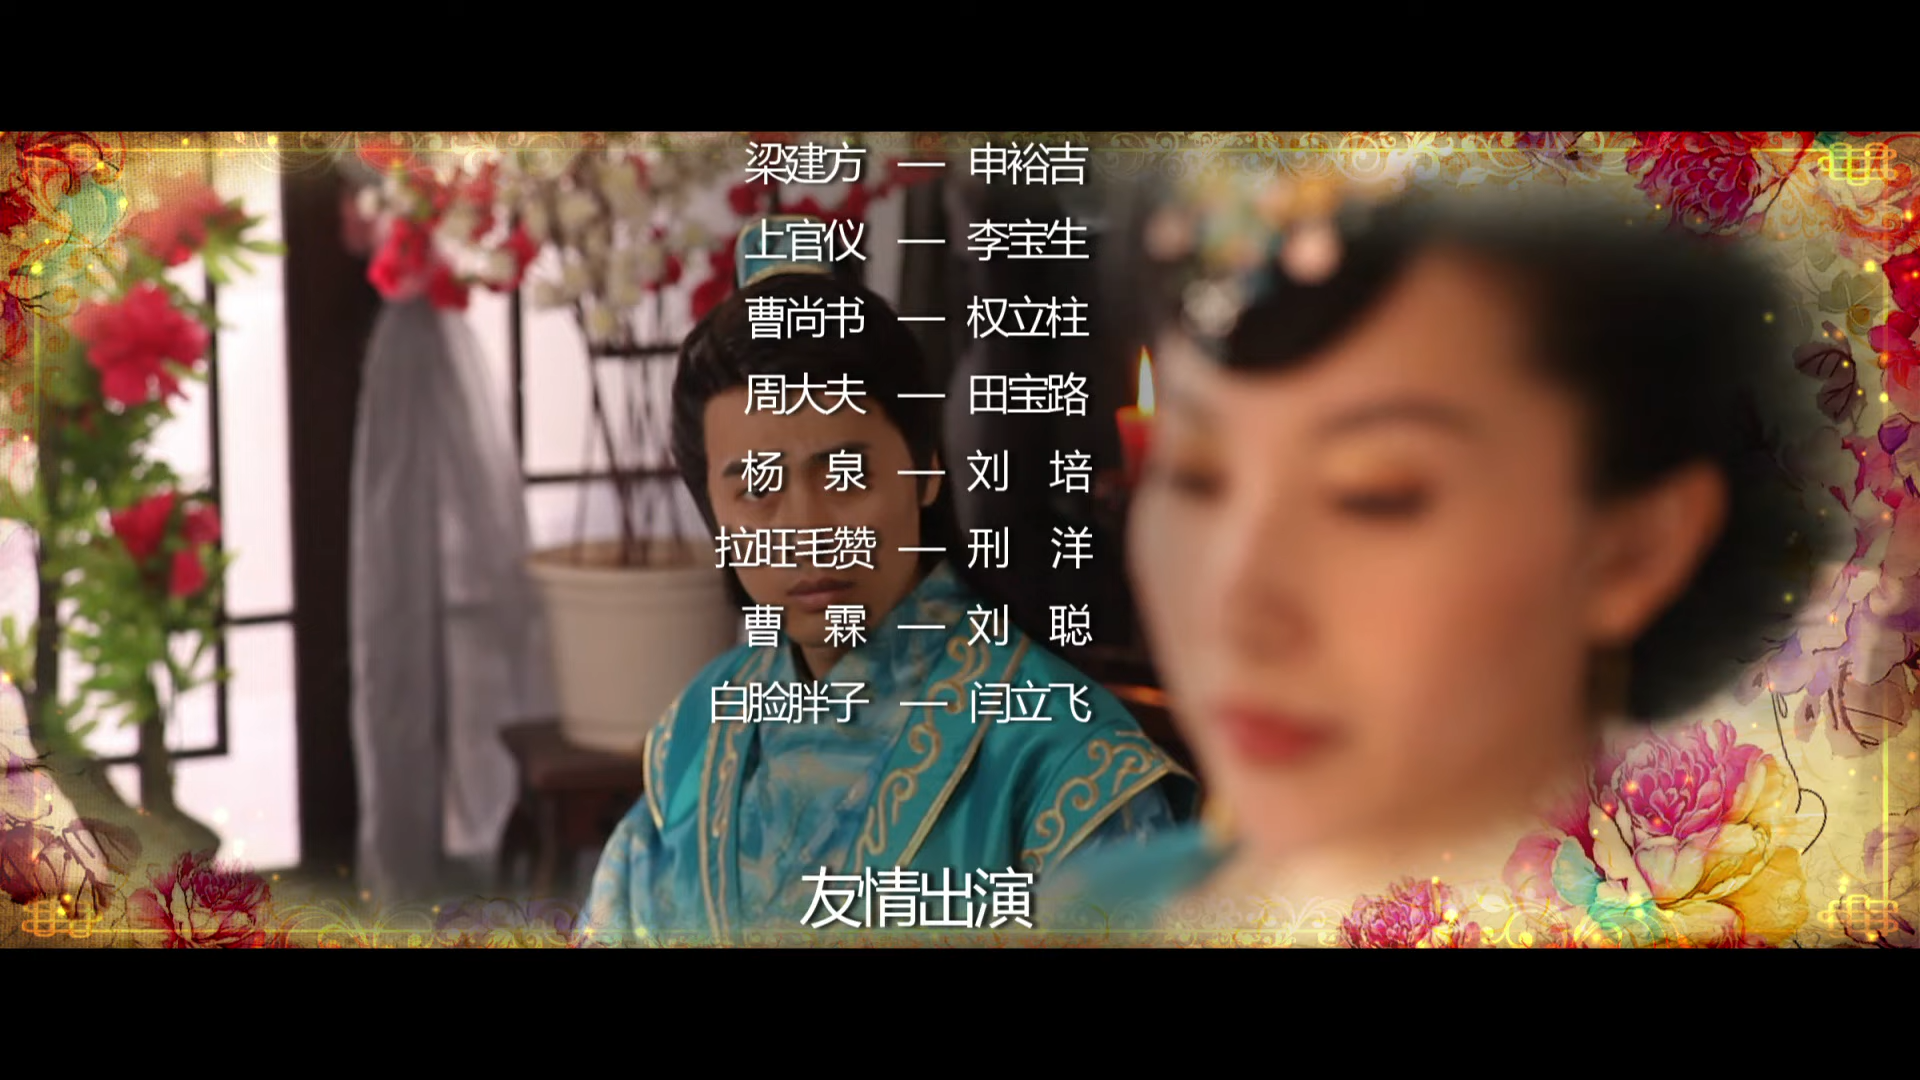 梁建方 — 申裕吉
上官仪 — 李宝生
曹尚书 — 权立柱
周大夫 — 田宝路
杨 泉 — 刘 培
拉旺毛赞 — 刑 洋
曹 霖 — 刘 聪
白脸胖子 — 闫立飞
友情出演